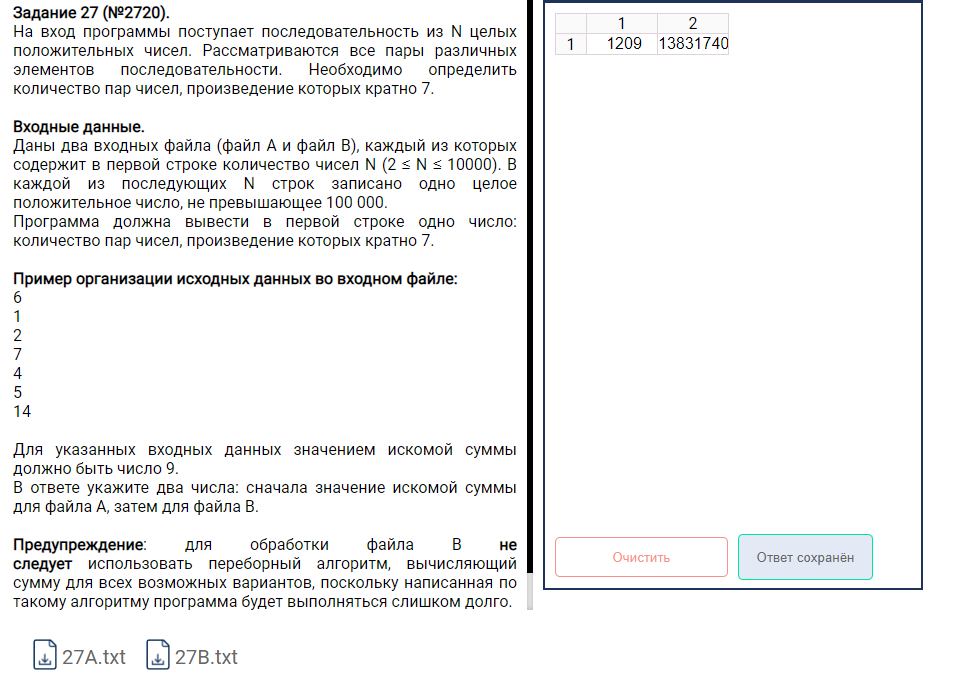 Задание 27 (№2720).
На вход программы поступает последовательность из N целых
положительных чисел. Рассматриваются все пары различных
элементов последовательности. Необходимо определить
количество пар чисел, произведение которых кратно 7.
Входные данные.
Даны два входных файла (файл A и файл B), каждый из которых
содержит в первой строке количество чисел N (2 ≤ N ≤ 10000). В
каждой из последующих N строк записано одно целое
положительное число, не превышающее 100 000.
Программа должна вывести в первой строке одно число:
количество пар чисел, произведение которых кратно 7.
Пример организации исходных данных во входном файле:
6
1
2
7
4
5
14
Для указанных входных данных значением искомой суммы
должно быть число 9.
В ответе укажите два числа: сначала значение искомой суммы
для файла A, затем для файла B.
Предупреждение: для обработки файла B не
следует использовать переборный алгоритм, вычисляющий
сумму для всех возможных вариантов, поскольку написанная по
такому алгоритму программа будет выполняться слишком долго.
27A.txt 27B.txt
1 2
1 1209 13831740
Очистить Ответ сохранён